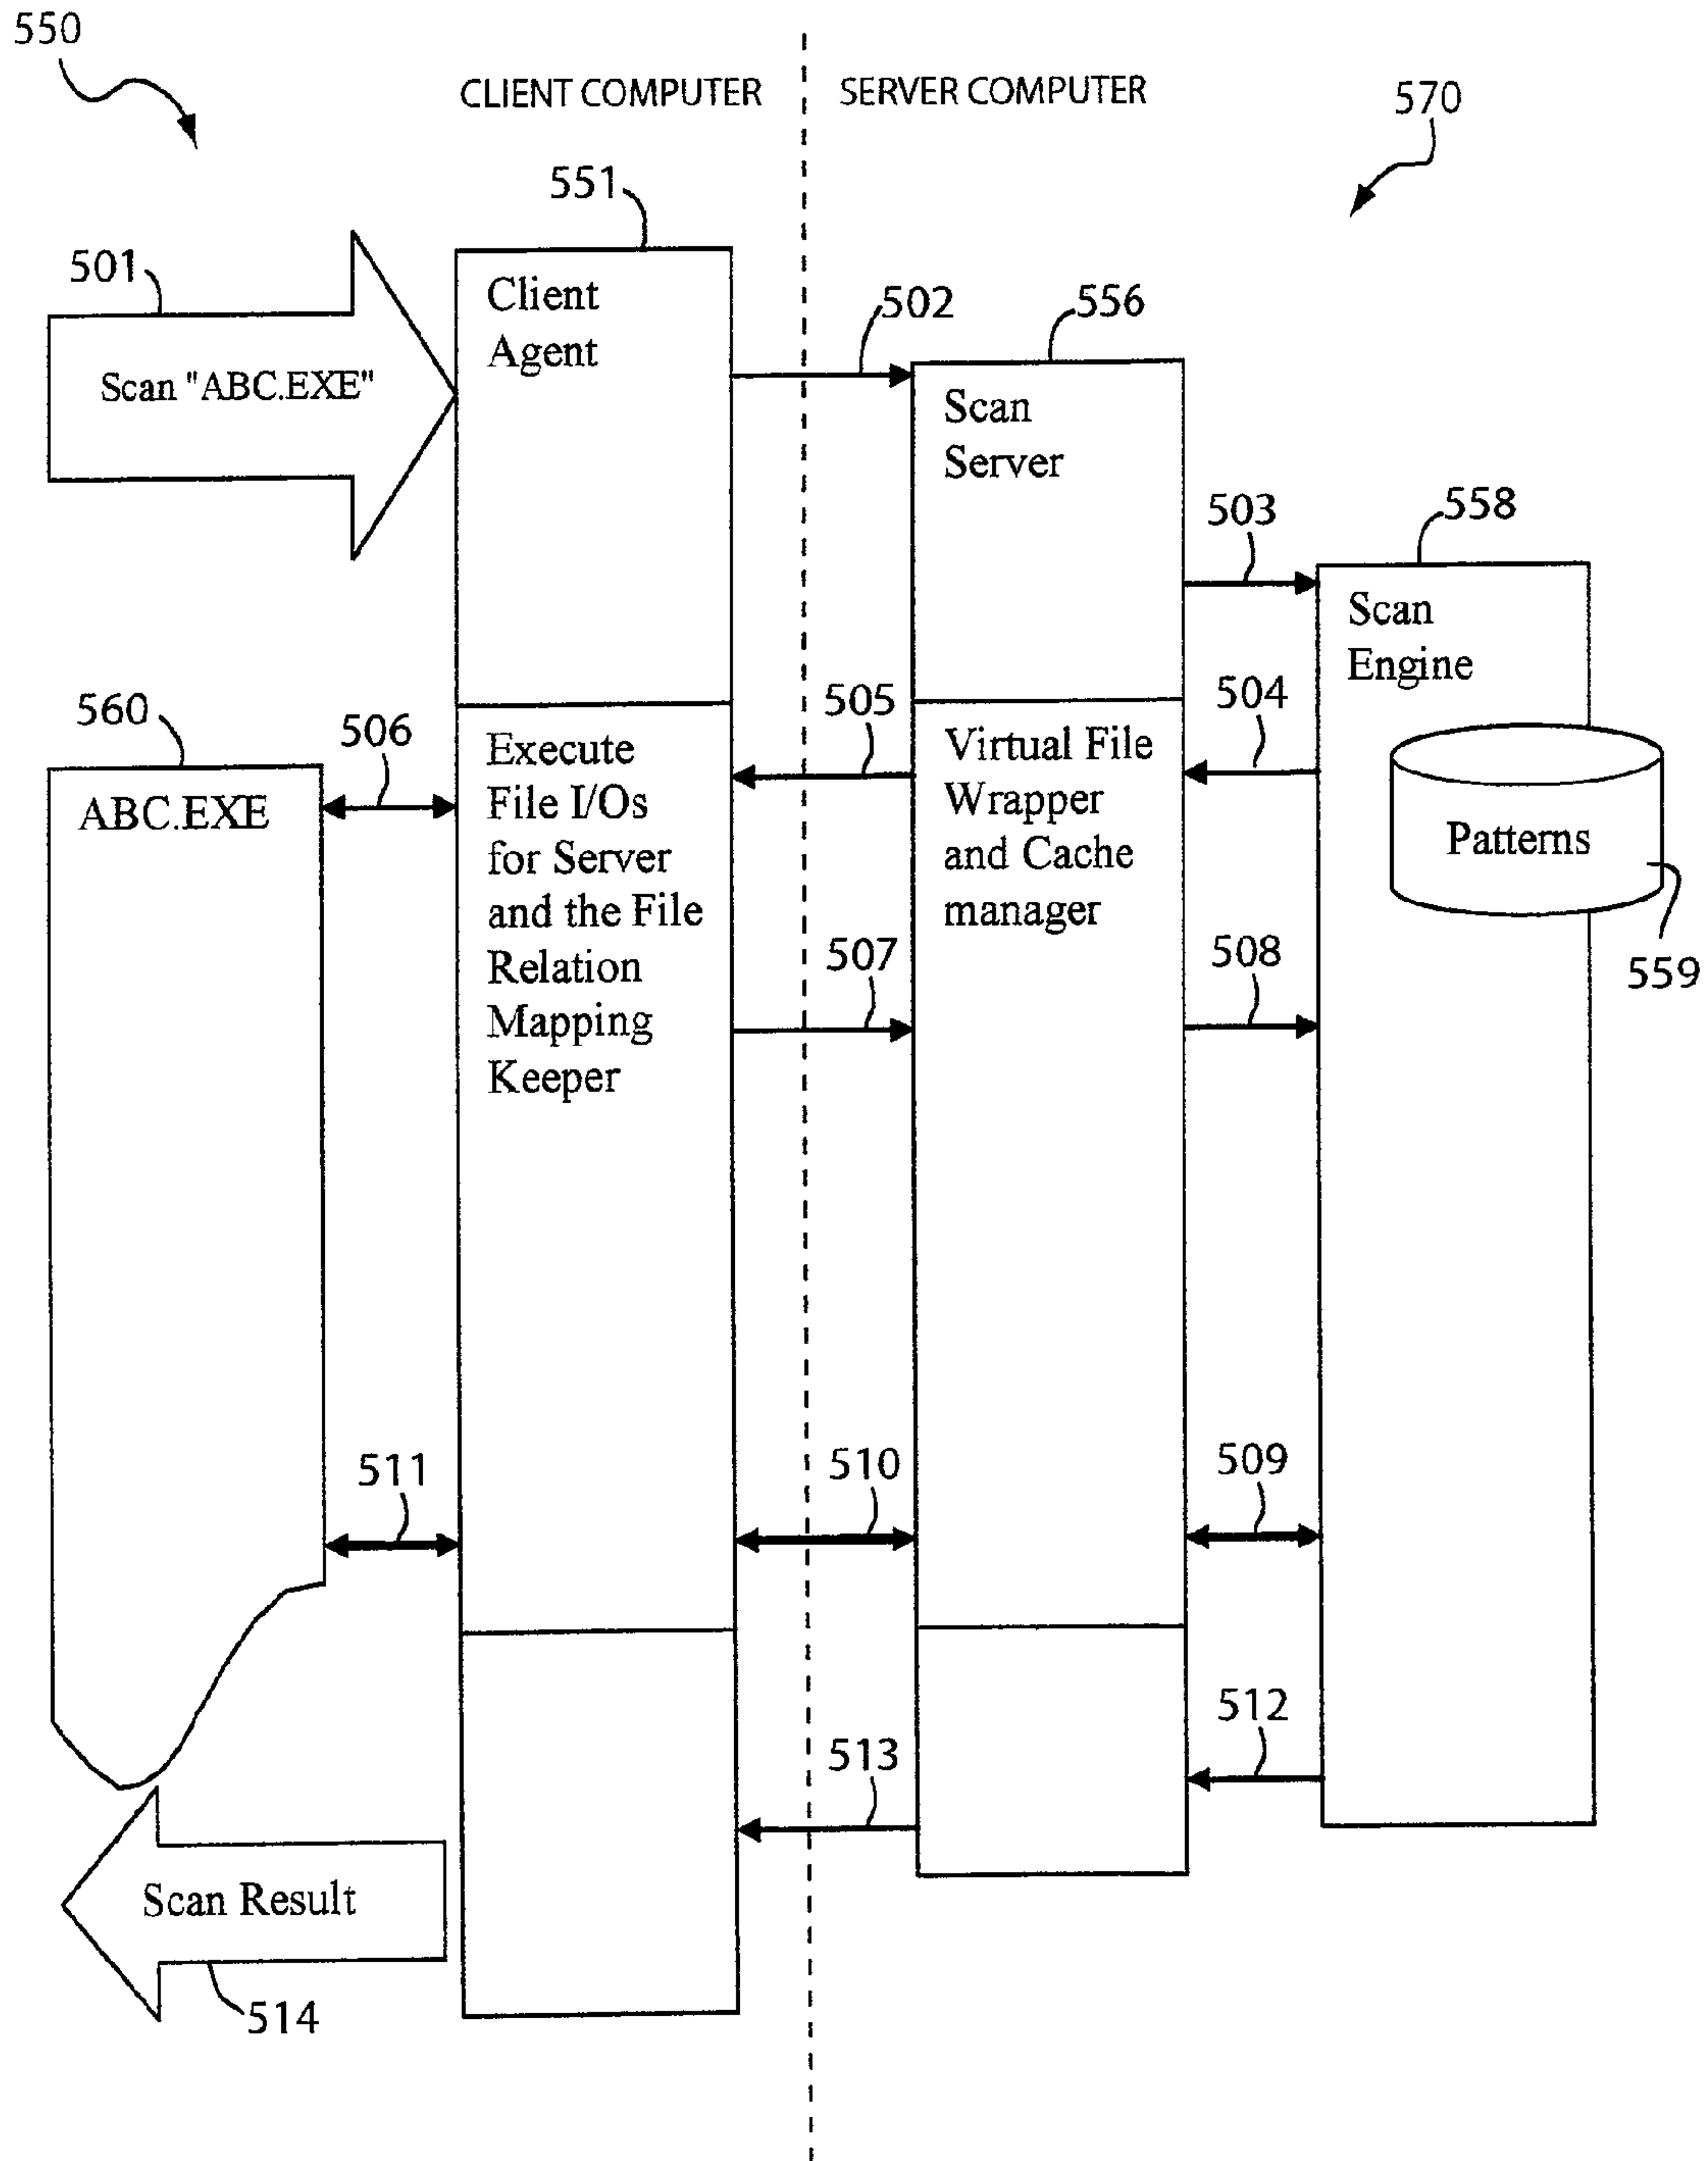 550
CLIENT COMPUTER
SERVER COMPUTER
570
551
501
Scan "ABC.EXE"
Client
Agent
502
556
Scan
Server
503
558
Scan
Engine
560
506
505
504
ABC.EXE
Execute
File I/Os
for Server
and the File
Relation
Mapping
Keeper
Virtual File
Wrapper
and Cache
manager
Patterns
559
507
508
511
510
509
512
513
Scan Result
514